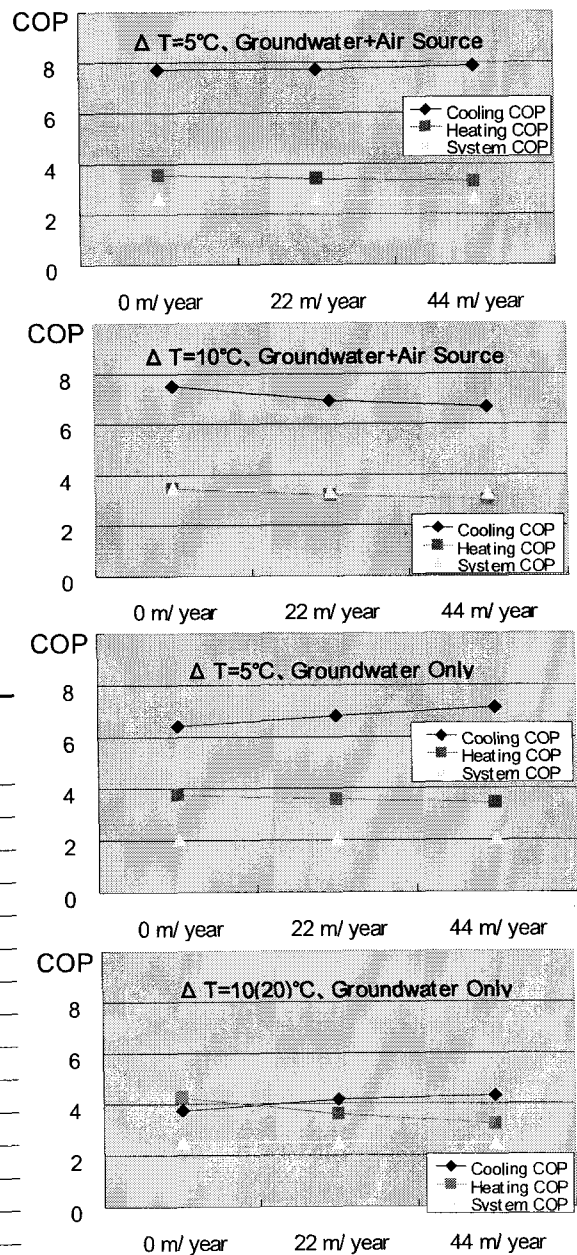 COP
Δ T=5°C、Groundwater+Air Source
8
6
4
2
0
Cooling COP
Heating COP
System COP
0 m/ year
22 m/ year
44 m/ year
COP
Δ T=10°C、Groundwater+Air Source
8
6
4
2
0
Cooling COP
Heating COP
System COP
0 m/ year
22 m/ year
44 m/ year
COP
Δ T=5°C、Groundwater Only
8
6
4
2
0
Cooling COP
Heating COP
System COP
0 m/ year
22 m/ year
44 m/ year
COP
Δ T=10(20)°C、Groundwater Only
8
6
4
2
0
Cooling COP
Heating COP
System COP
0 m/ year
22 m/ year
44 m/ year